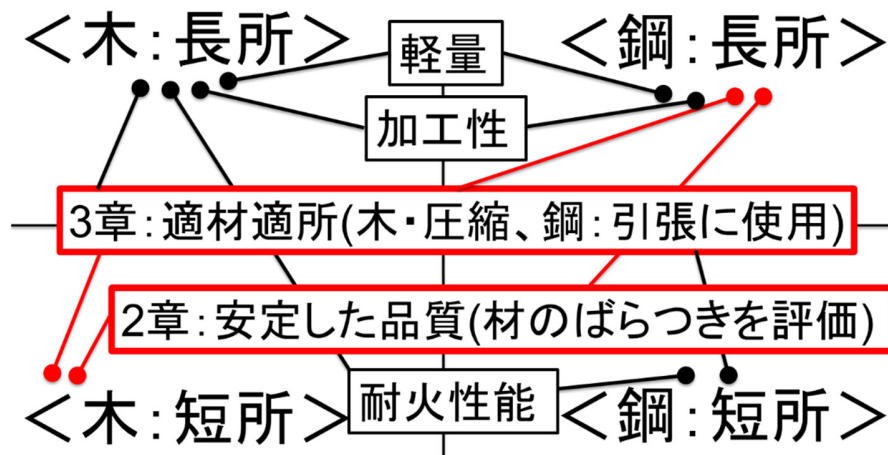 ＜木：長所＞
軽量
＜鋼：長所＞
加工性
3章：適材適所(木・圧縮、鋼：引張に使用)
2章：安定した品質(材のばらつきを評価)
＜木：短所＞
耐火性能
＜鋼：短所＞